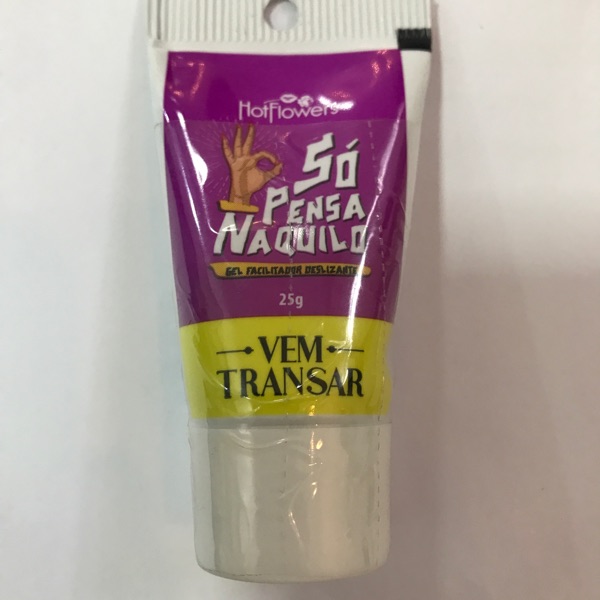 HotFlowers
SÓ
PENSA
NAQUILO
GEL FACILITADOR DESLIZANTE
25g
VEM
TRANSAR